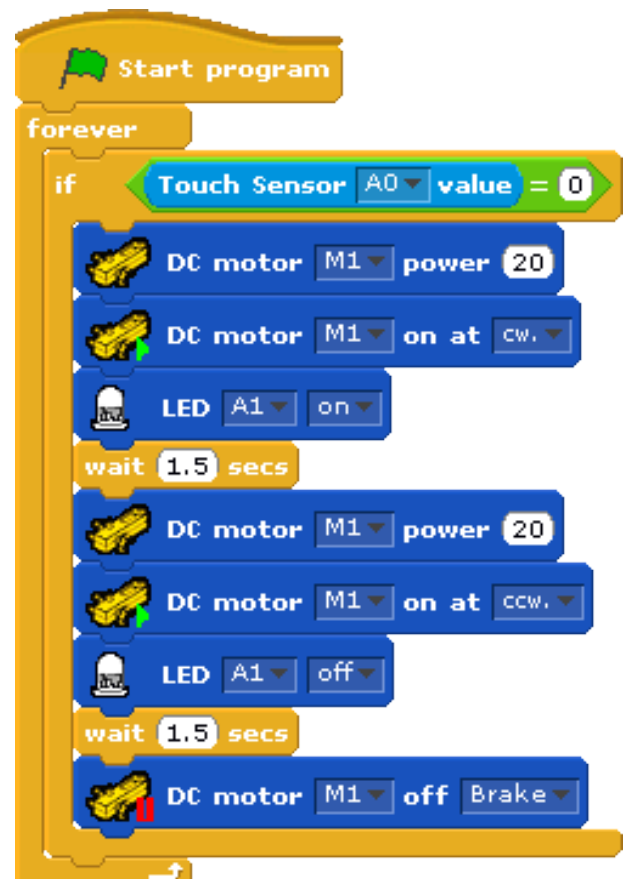 Start program
forever
if Touch Sensor A0 value = 0
DC motor M1 power 20
DC motor M1 on at cw.
LED A1 on
wait 1.5 secs
DC motor M1 power 20
DC motor M1 on at ccw.
LED A1 off
wait 1.5 secs
DC motor M1 off Brake